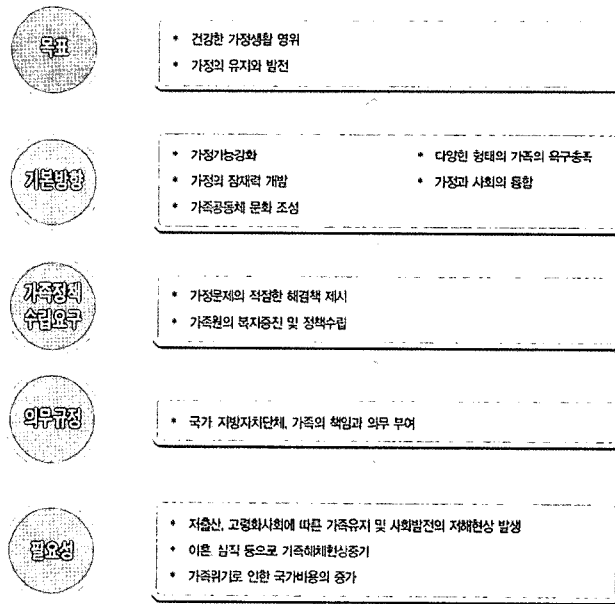 목표
* 건강한 가정생활 영위
* 가정의 유지와 발전
기본방향
* 가정기능강화
* 다양한 형태의 가족의 욕구충족
* 가정의 잠재력 개발
* 가정과 사회의 통합
* 가족공동체 문화 조성
가족정책
수립요구
* 가정문제의 적절한 해결책 제시
* 가족원의 복지증진 및 정책수립
의무규정
* 국가 지방자치단체, 가족의 책임과 의무 부여
필요성
* 저출산, 고령화사회에 따른 가족유지 및 사회발전의 저해현상 발생
* 이혼, 실직 등으로 가족해체현상증가
* 가족위기로 인한 국가비용의 증가